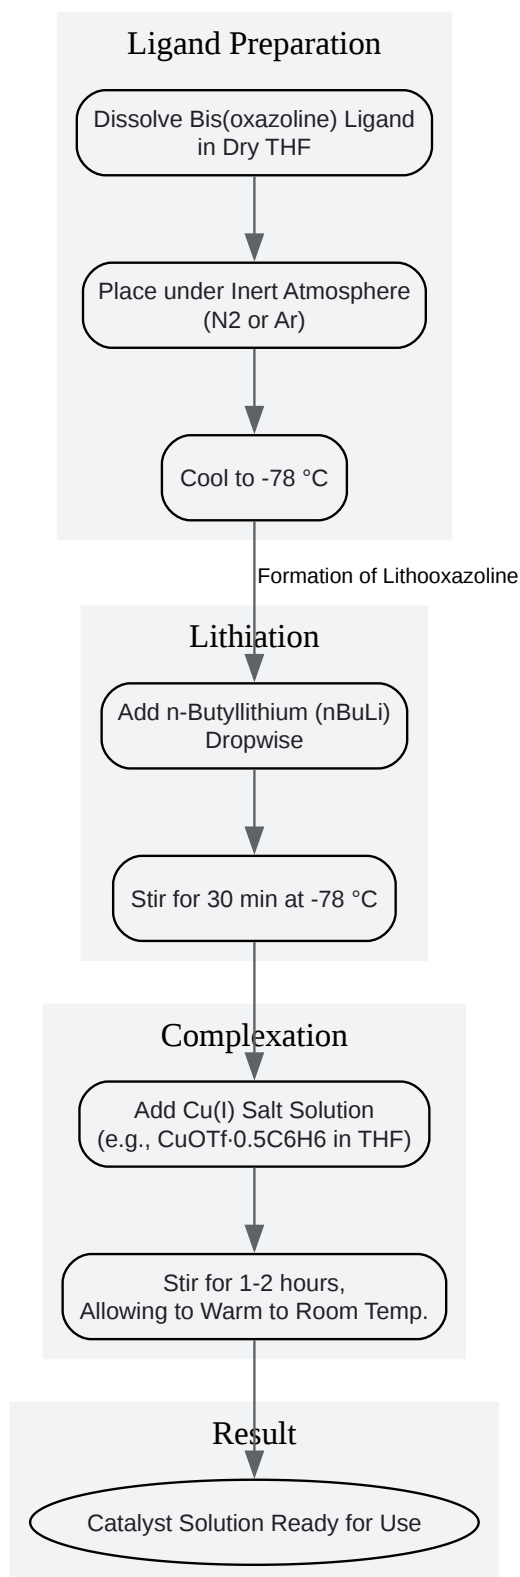 Ligand Preparation
Dissolve Bis(oxazoline) Ligand
in Dry THF
Place under Inert Atmosphere
(N2 or Ar)
Cool to -78 °C
Formation of Lithooxazoline
Lithiation
Add n-Butyllithium (nBuLi)
Dropwise
Stir for 30 min at -78 °C
Complexation
Add Cu(I) Salt Solution
(e.g., CuOTf·0.5C6H6 in THF)
Stir for 1-2 hours,
Allowing to Warm to Room Temp.
Result
Catalyst Solution Ready for Use